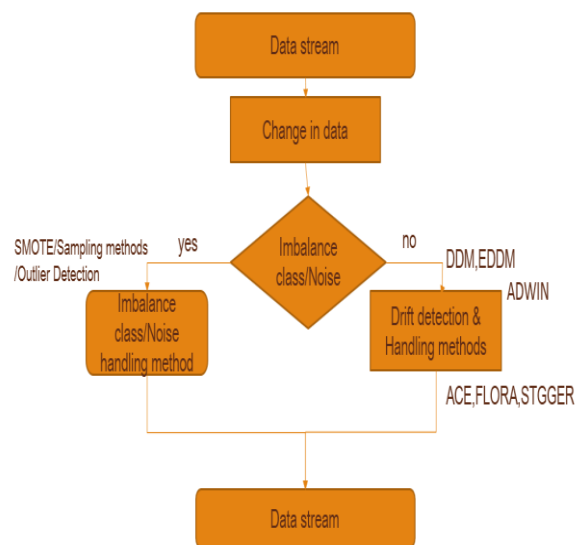 Data stream
Change in data
Imbalance
class/Noise
yes
no
SMOTE/Sampling methods
/Outlier Detection
DDM,EDDM
ADWIN
Imbalance
class/Noise
handling method
Drift detection &
Handling methods
ACE,FLORA,STGGER
Data stream